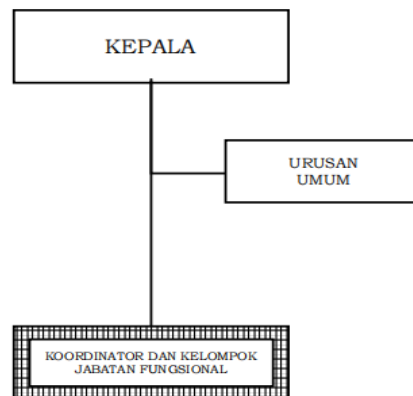 KEPALA
URUSAN
UMUM
KOORDINATOR DAN KELOMPOK
JABATAN FUNGSIONAL